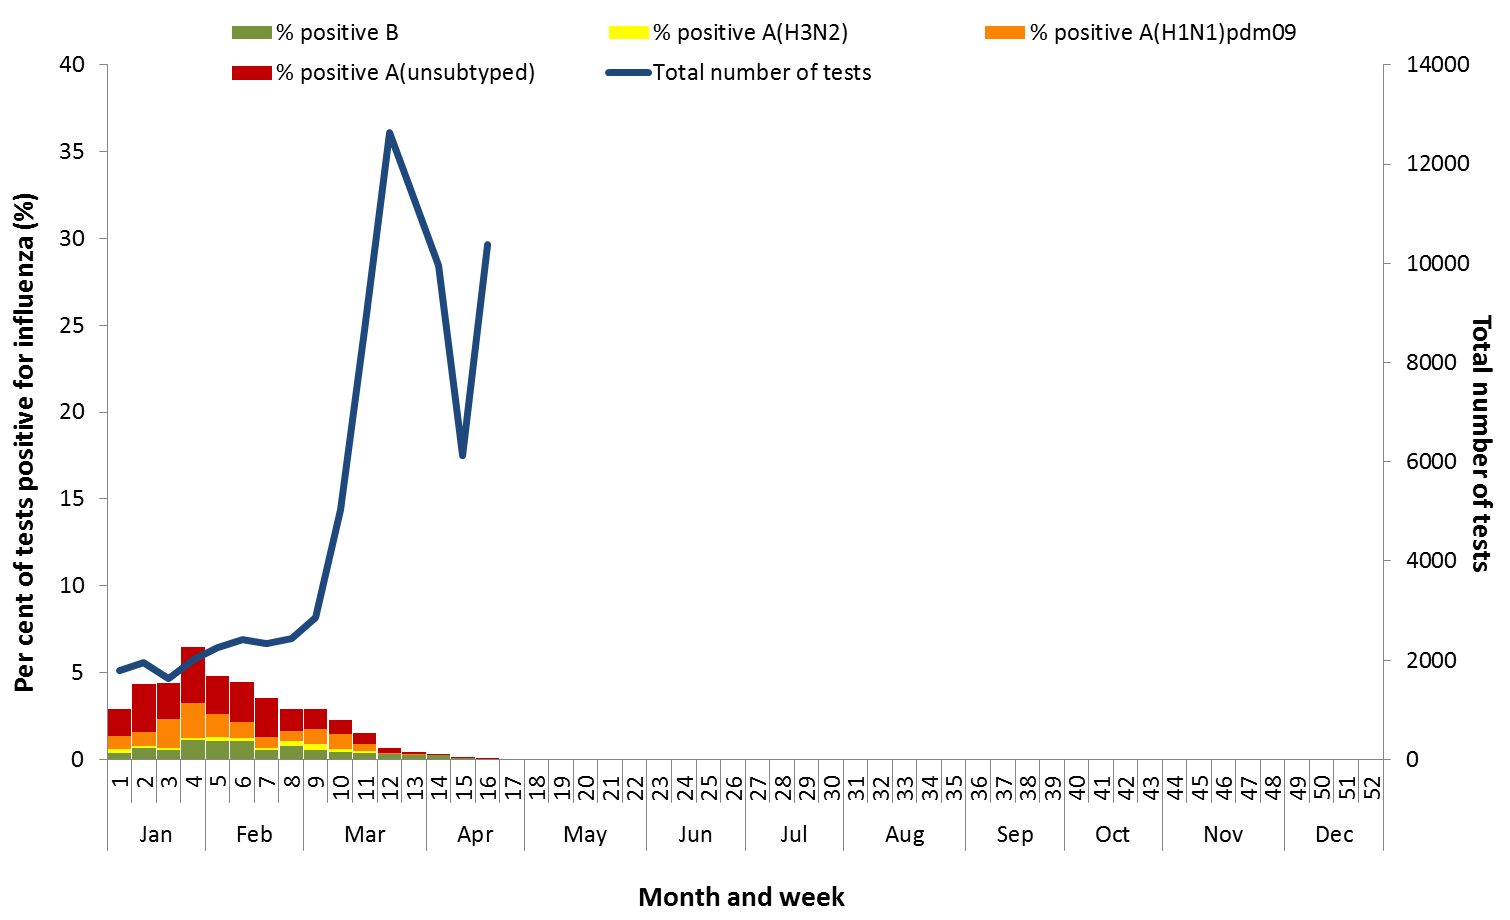 % positive B % positive A(H3N2) % positive A(H1N1)pdm09
% positive A(unsubtyped) Total number of tests
Per cent of tests positive for influenza (%)
40
35
30
25
20
15
10
5
0
14000
12000
10000
8000
6000
4000
2000
0
Total number of tests
1 2 3 4 5 6 7 8 9 10 11 12 13 14 15 16 17 18 19 20 21 22 23 24 25 26 27 28 29 30 31 32 33 34 35 36 37 38 39 40 41 42 43 44 45 46 47 48 49 50 51 52
Jan Feb Mar Apr May Jun Jul Aug Sep Oct Nov Dec
Month and week